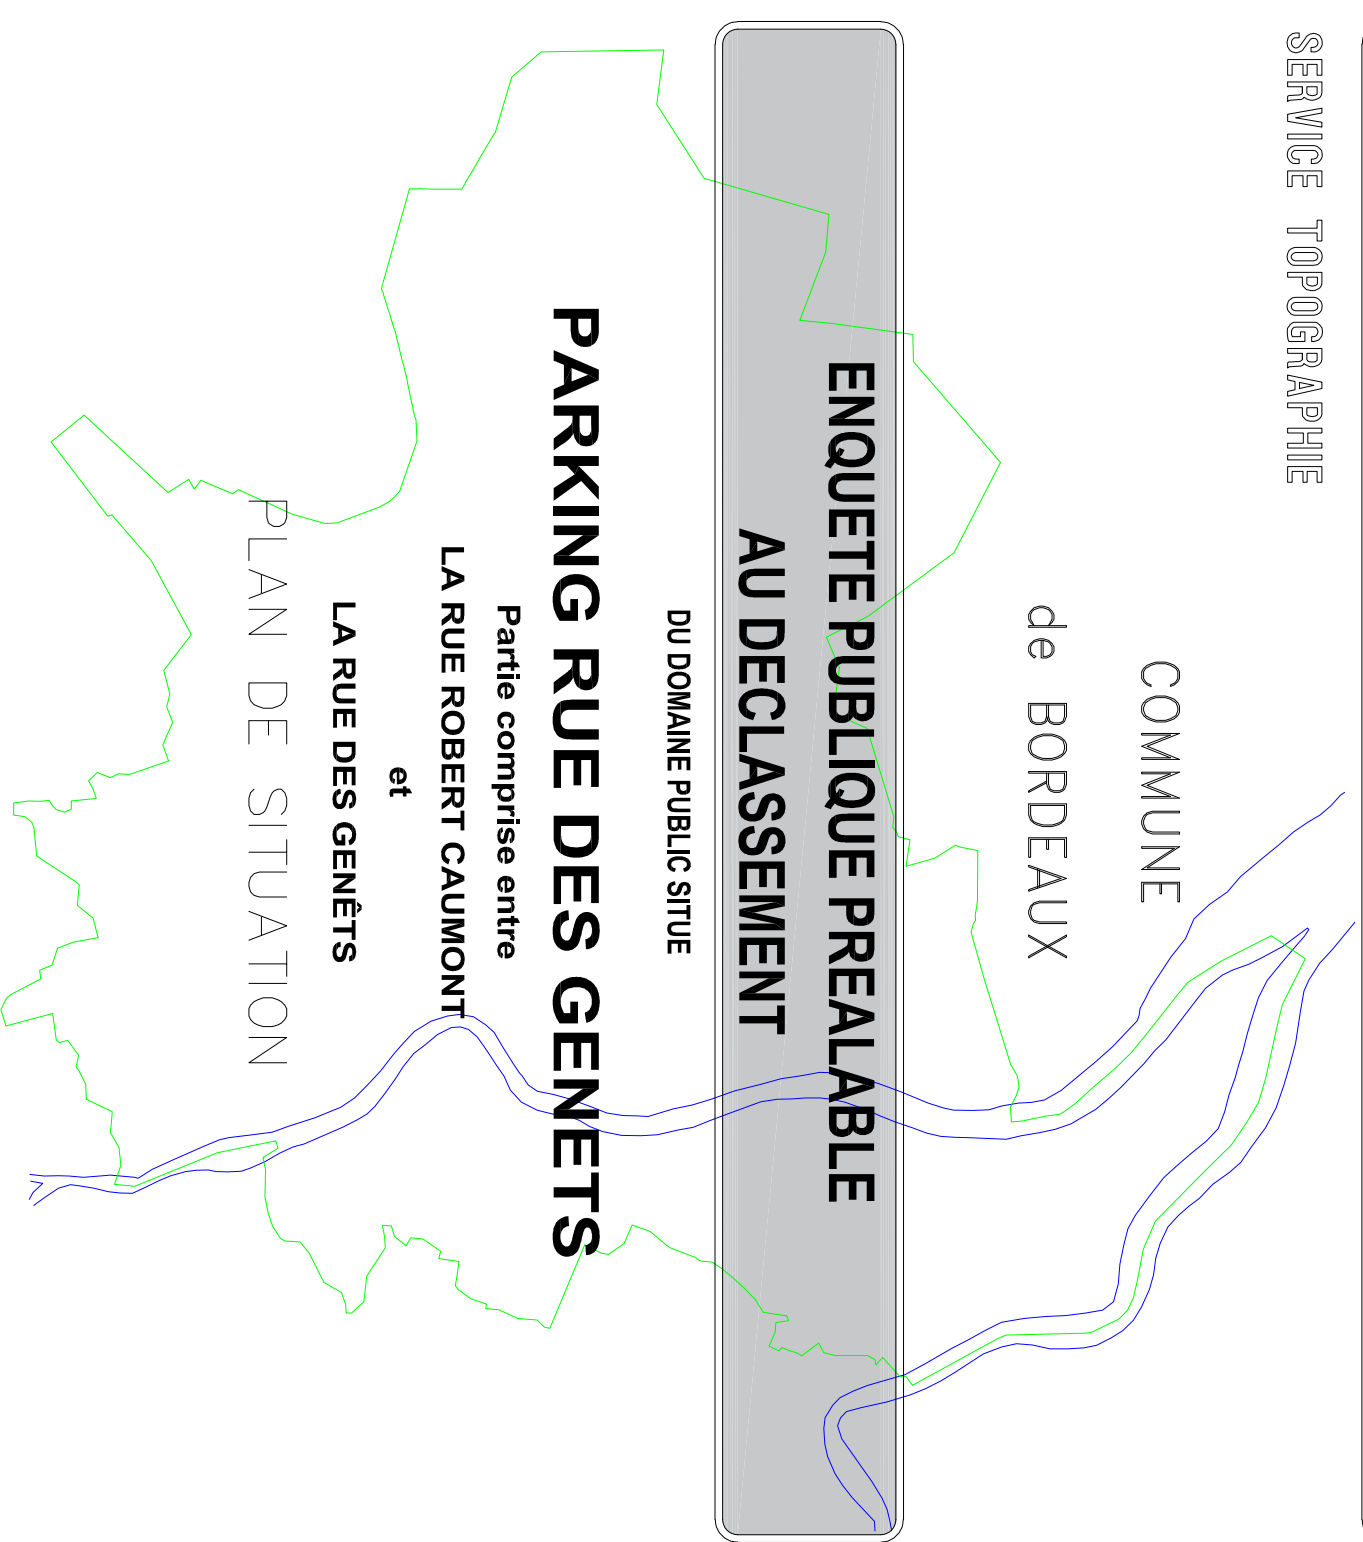 SERVICE TOPOGRAPHIE
COMMUNE
de BORDEAUX
ENQUETE PUBLIQUE PREALABLE
AU DECLASSEMENT
DU DOMAINE PUBLIC SITUE
PARKING RUE DES GENETS
Partie comprise entre
LA RUE ROBERT CAUMONT
et
LA RUE DES GENÊTS
PLAN DE SITUATION